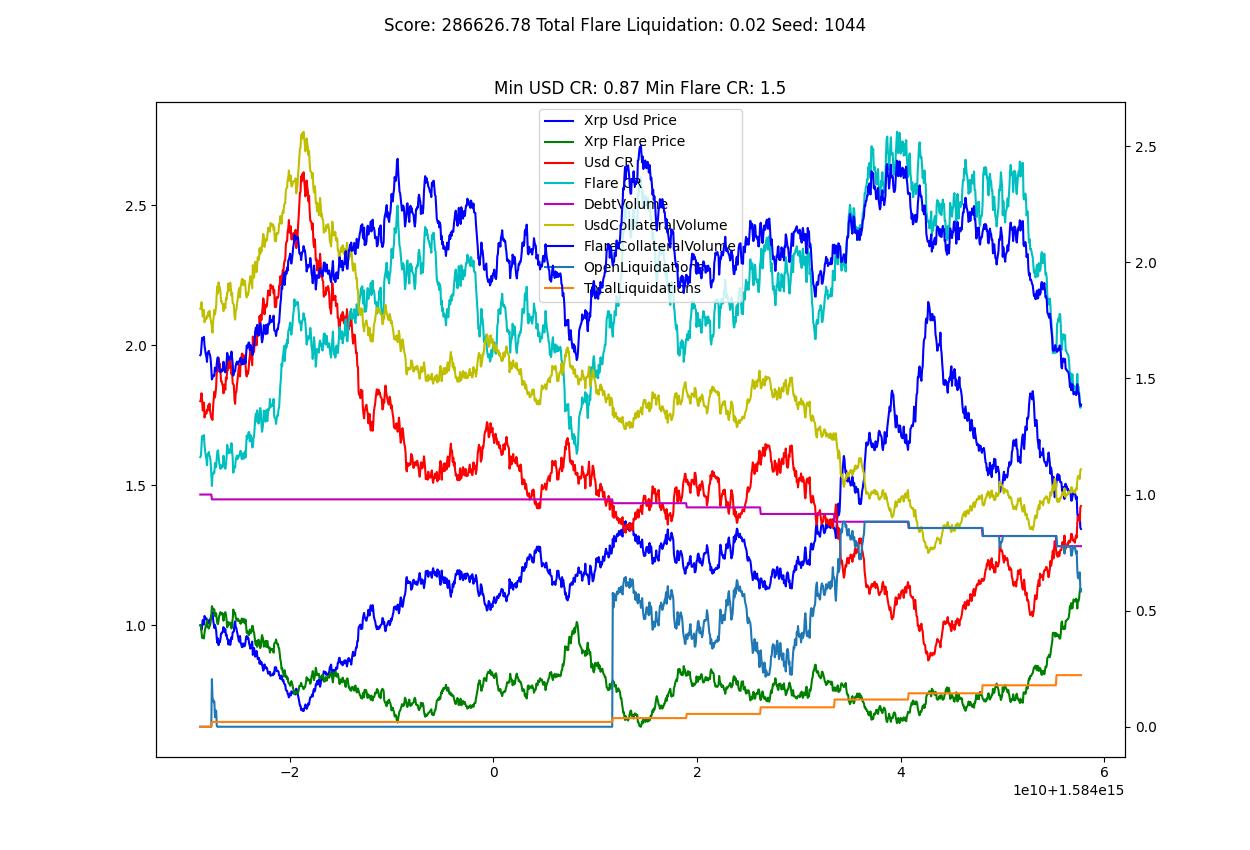 Score: 286626.78 Total Flare Liquidation: 0.02 Seed: 1044
Min USD CR: 0.87 Min Flare CR: 1.5
Xrp Usd Price
Xrp Flare Price
Usd CR
Flare CR
DebtVolume
UsdCollateralVolume
FlareCollateralVolume
OpenLiquidations
TotalLiquidations
2.5
2.0
1.5
1.0
2.5
2.0
1.5
1.0
0.5
0.0
−2
0
2
4
6
1e10+1.584e15